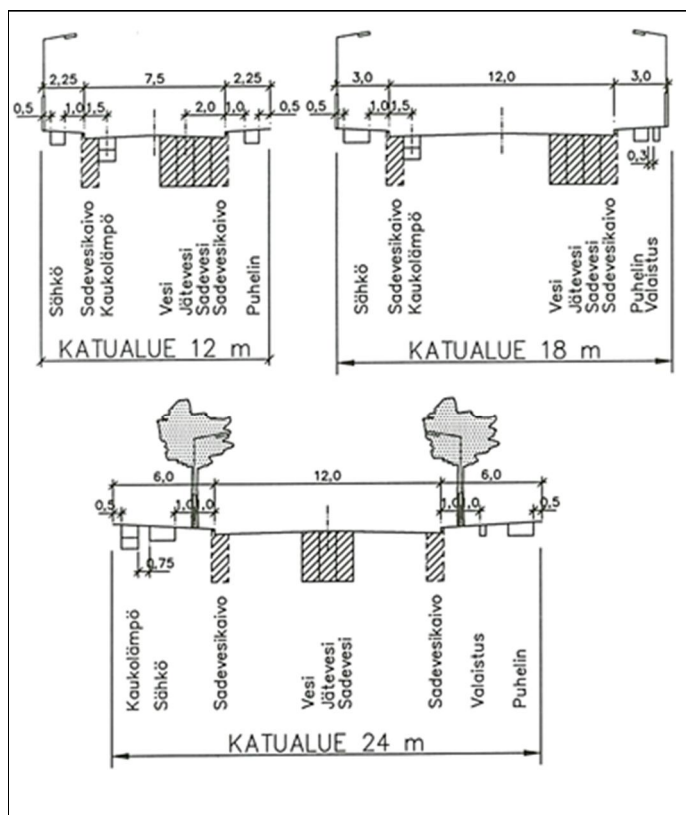 2,25 7,5 2,25
0,5 1,0 1,5 2,0 1,0 0,5
Sähkö
Sadevesikaivo
Kaukolämpö
Vesi
Jätevesi
Sadevesi
Sadevesikaivo
Puhelin
KATUALUE 12 m
3,0 12,0 3,0
0,5 1,0 1,5
0,3
Sähkö
Sadevesikaivo
Kaukolämpö
Vesi
Jätevesi
Sadevesi
Sadevesikaivo
Puhelin
Valaistus
KATUALUE 18 m
6,0 12,0 6,0
0,5 1,0 1,0 1,0 1,0 0,5
0,75
Kaukolämpö
Sähkö
Sadevesikaivo
Vesi
Jätevesi
Sadevesi
Sadevesikaivo
Valaistus
Puhelin
KATUALUE 24 m